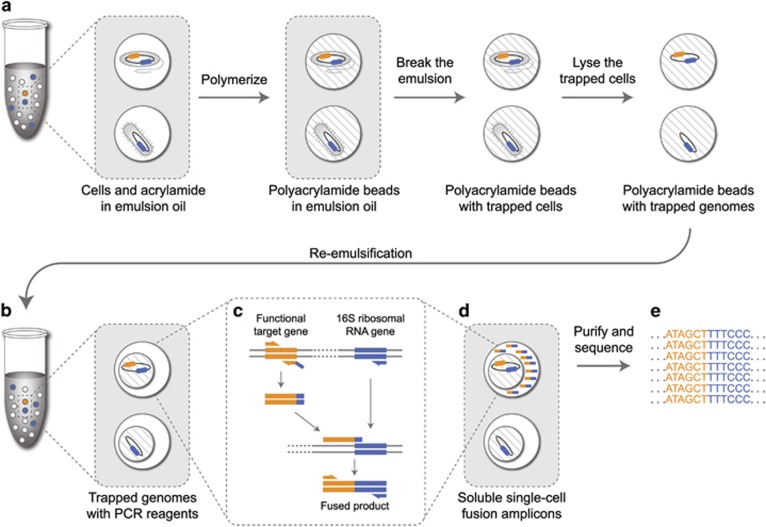 a
Polymerize
Break the
emulsion
Lyse the
trapped cells
Cells and acrylamide
in emulsion oil
Polyacrylamide beads
in emulsion oil
Polyacrylamide beads
with trapped cells
Polyacrylamide beads
with trapped genomes
Re-emulsification
b
Trapped genomes
with PCR reagents
c
Functional
target gene
16S ribosomal
RNA gene
Fused product
d
Soluble single-cell
fusion amplicons
Purify and
sequence
e
...ATAGCTTTTCCC....
...ATAGCTTTTCCC....
...ATAGCTTTTCCC....
...ATAGCTTTTCCC....
...ATAGCTTTTCCC....
...ATAGCTTTTCCC....
...ATAGCTTTTCCC....